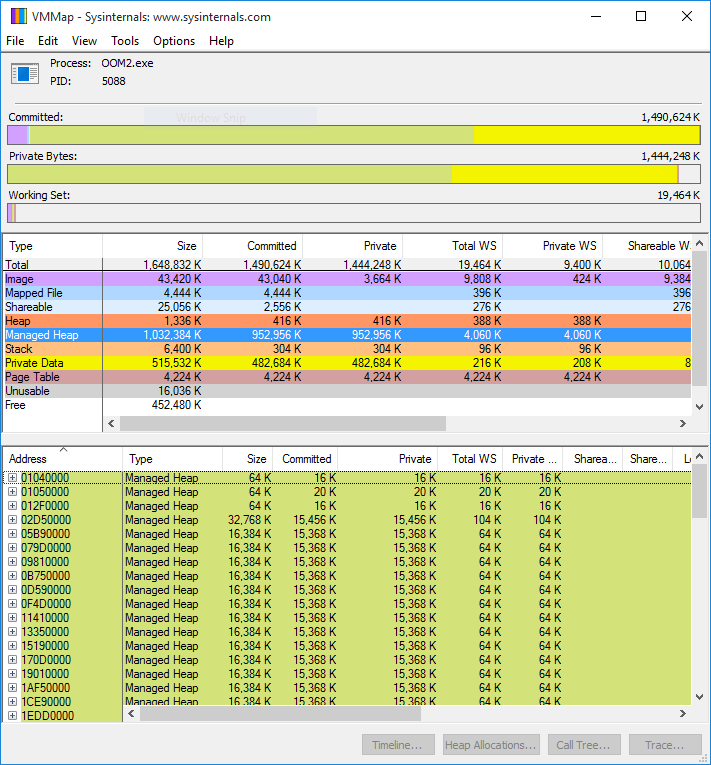 VMMap - Sysinternals: www.sysinternals.com
File Edit View Tools Options Help
Process: OOM2.exe
PID: 5088
Window Snip
Committed: 1,490,624 K
Private Bytes: 1,444,248 K
Working Set: 19,464 K
Type Size Committed Private Total WS Private WS Shareable W
Total 1,648,832 K 1,490,624 K 1,444,248 K 19,464 K 9,400 K 10,064
Image 43,420 K 43,040 K 3,664 K 9,808 K 424 K 9,384
Mapped File 4,444 K 4,444 K 396 K 396
Shareable 25,056 K 2,556 K 276 K 276
Heap 1,336 K 416 K 416 K 388 K 388 K
Managed Heap 1,032,384 K 952,956 K 952,956 K 4,060 K 4,060 K
Stack 6,400 K 304 K 304 K 96 K 96 K
Private Data 515,532 K 482,684 K 482,684 K 216 K 208 K 8
Page Table 4,224 K 4,224 K 4,224 K 4,224 K 4,224 K
Unusable 16,036 K
Free 452,480 K
Address Type Size Committed Private Total WS Private ... Sharea... Share... L
01040000 Managed Heap 64 K 16 K 16 K 16 K 16 K
01050000 Managed Heap 64 K 20 K 20 K 20 K 20 K
012F0000 Managed Heap 64 K 16 K 16 K 16 K 16 K
02D50000 Managed Heap 32,768 K 15,456 K 15,456 K 104 K 104 K
05B90000 Managed Heap 16,384 K 15,368 K 15,368 K 64 K 64 K
079D0000 Managed Heap 16,384 K 15,368 K 15,368 K 64 K 64 K
09810000 Managed Heap 16,384 K 15,368 K 15,368 K 64 K 64 K
0B750000 Managed Heap 16,384 K 15,368 K 15,368 K 64 K 64 K
0D590000 Managed Heap 16,384 K 15,368 K 15,368 K 64 K 64 K
0F4D0000 Managed Heap 16,384 K 15,368 K 15,368 K 64 K 64 K
11410000 Managed Heap 16,384 K 15,368 K 15,368 K 64 K 64 K
13350000 Managed Heap 16,384 K 15,368 K 15,368 K 64 K 64 K
15190000 Managed Heap 16,384 K 15,368 K 15,368 K 64 K 64 K
170D0000 Managed Heap 16,384 K 15,368 K 15,368 K 64 K 64 K
19010000 Managed Heap 16,384 K 15,368 K 15,368 K 64 K 64 K
1AF50000 Managed Heap 16,384 K 15,368 K 15,368 K 64 K 64 K
1CE90000 Managed Heap 16,384 K 15,368 K 15,368 K 64 K 64 K
1EDD0000
Timeline... Heap Allocations... Call Tree... Trace...